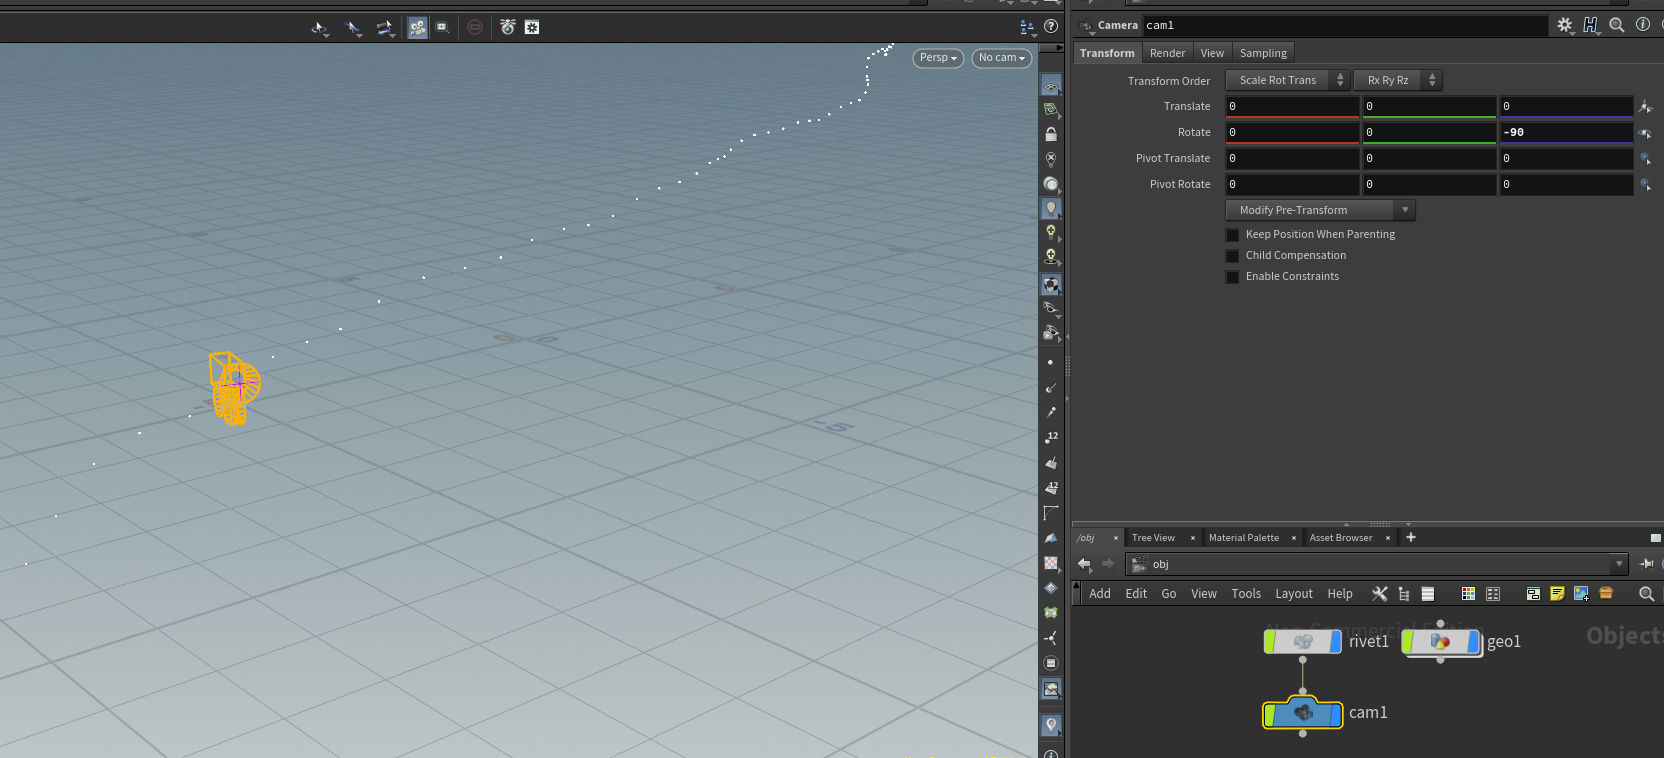 Camera cam1
Persp No cam
Transform Render View Sampling
Transform Order Scale Rot Trans Rx Ry Rz
Translate 0 0 0
Rotate 0 0 -90
Pivot Translate 0 0 0
Pivot Rotate 0 0 0
Modify Pre-Transform
Keep Position When Parenting
Child Compensation
Enable Constraints
-5
12
12
/obj × Tree View × Material Palette × Asset Browser × +
obj
Add Edit Go View Tools Layout Help
Non-Commercial Edition
Objects
rivet1 geo1
cam1